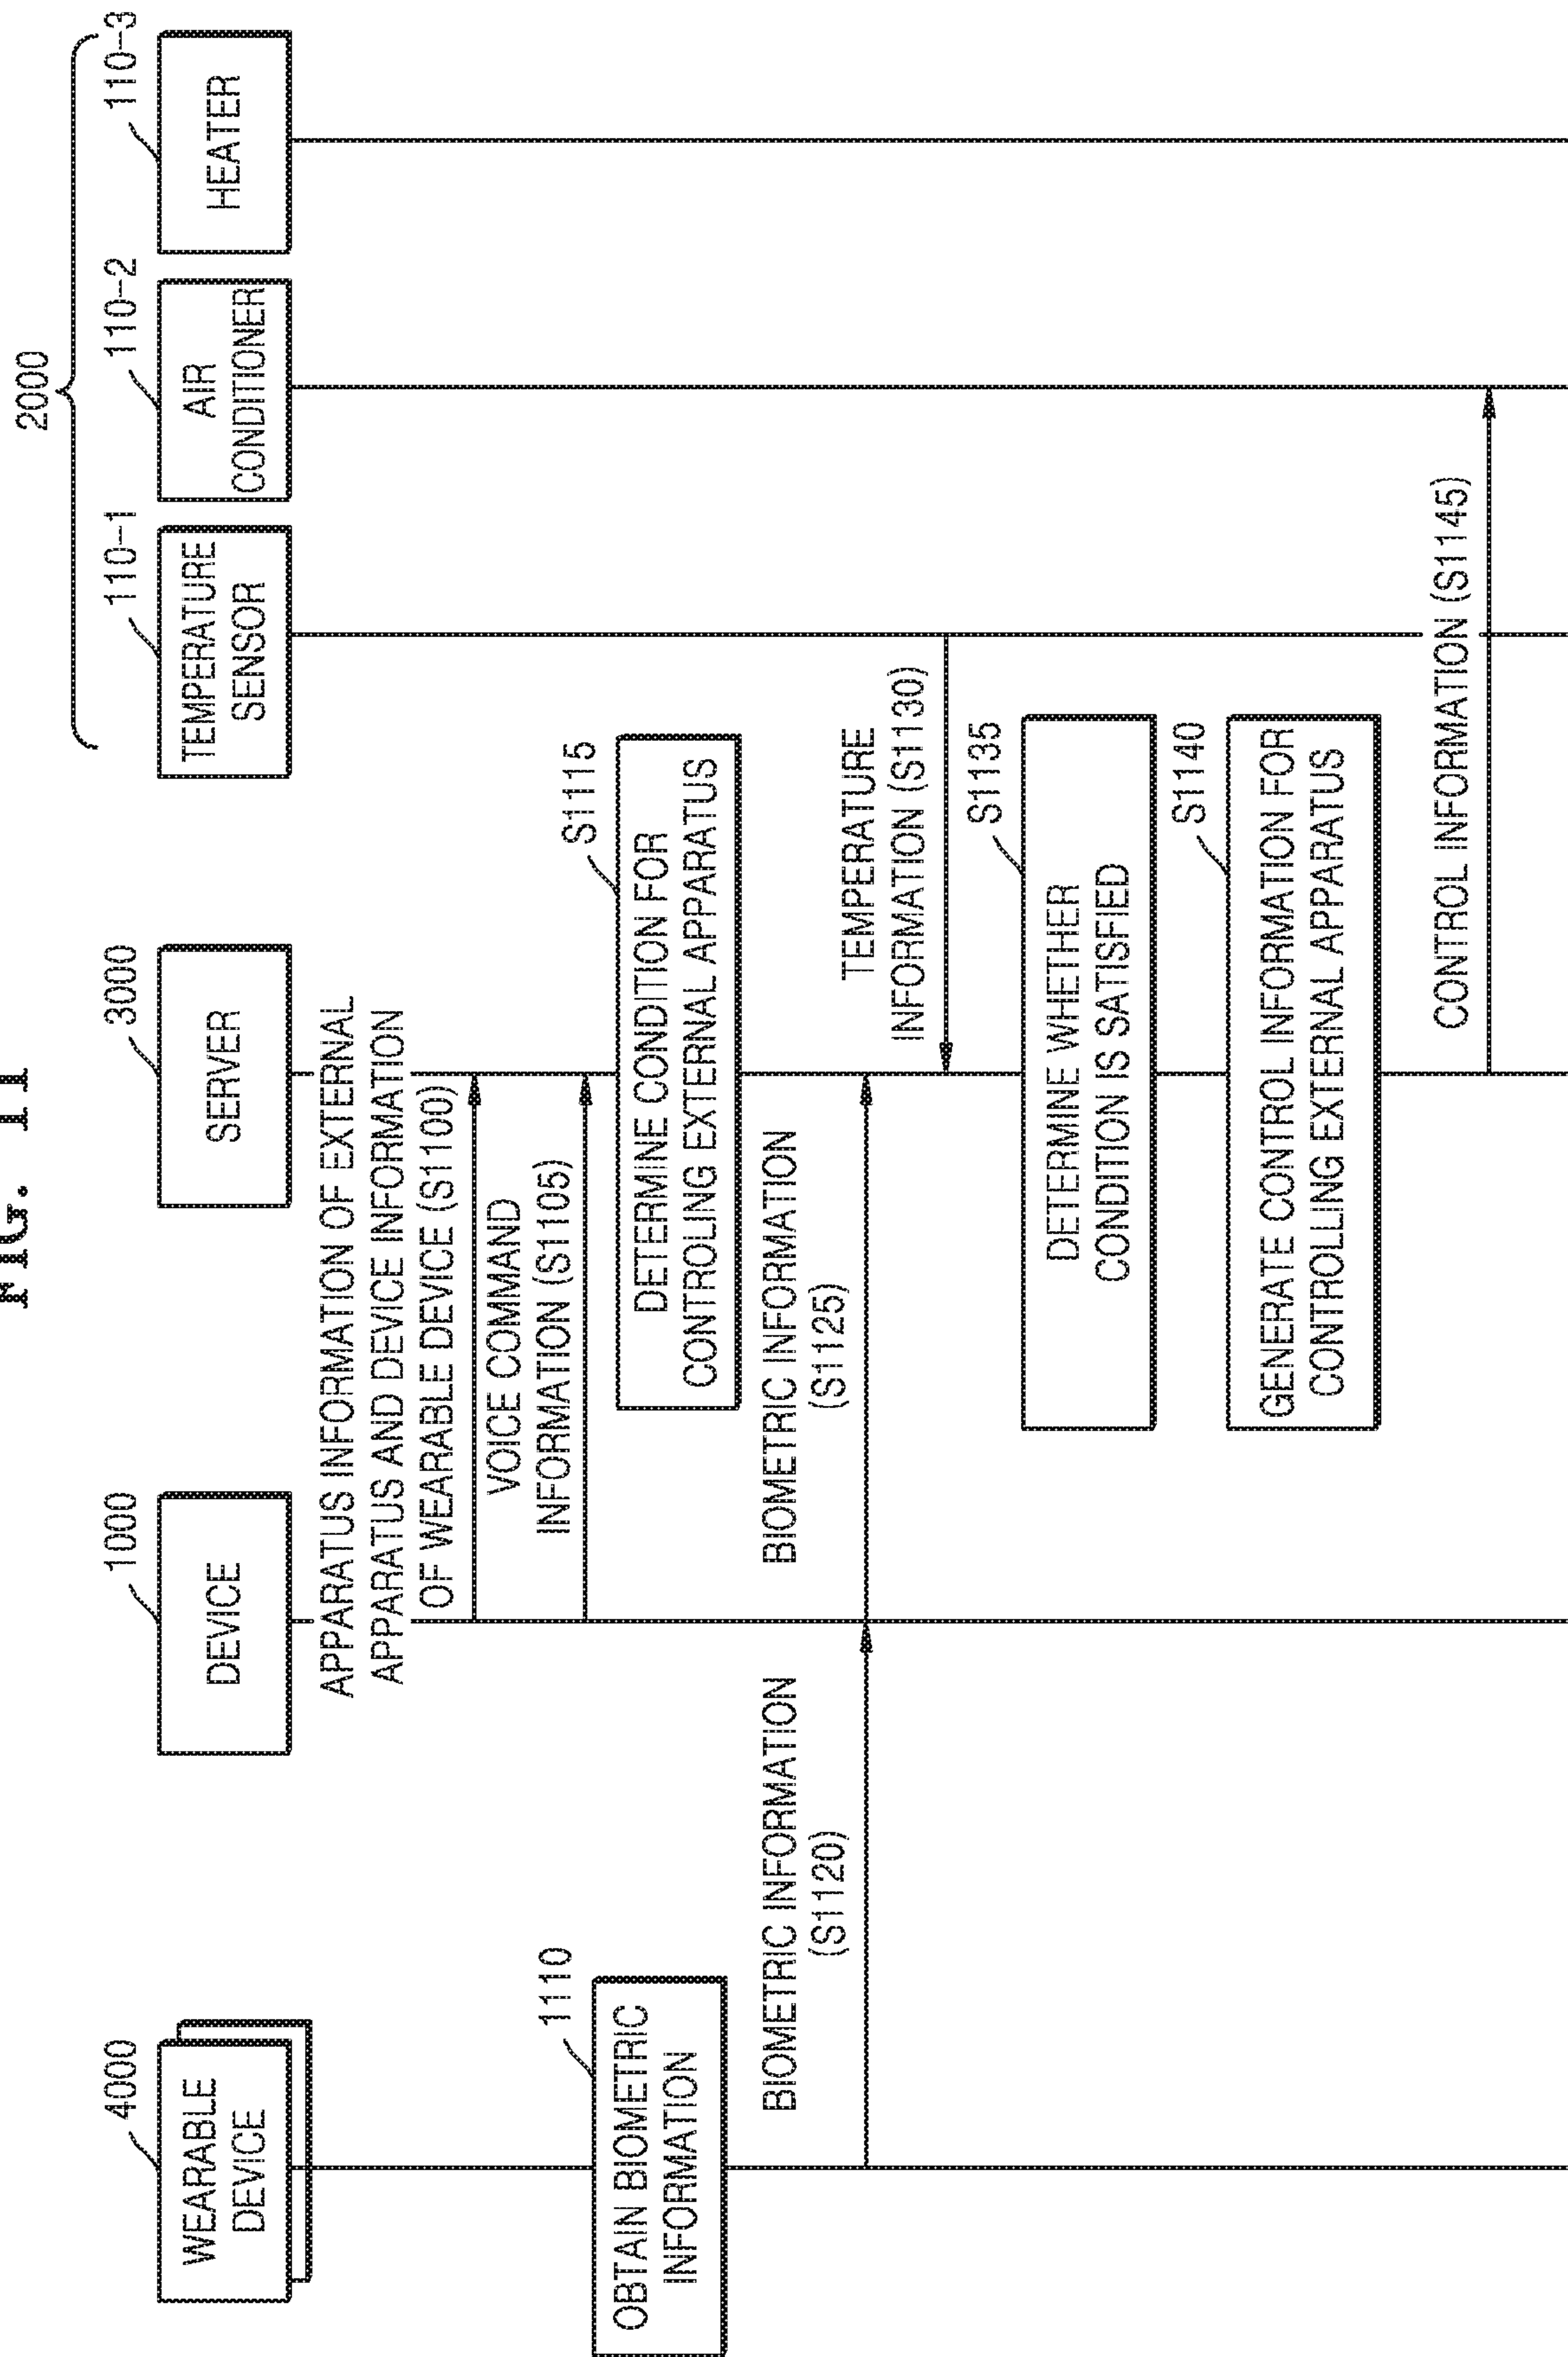 FIG. 11
2000
4000
1000
3000
110-1
110-2
110-3
WEARABLE
DEVICE
DEVICE
SERVER
TEMPERATURE
SENSOR
AIR
CONDITIONER
HEATER
APPARATUS INFORMATION OF EXTERNAL
APPARATUS AND DEVICE INFORMATION
OF WEARABLE DEVICE (S1100)
VOICE COMMAND
INFORMATION (S1105)
1110
OBTAIN BIOMETRIC
INFORMATION
S1115
DETERMINE CONDITION FOR
CONTROLING EXTERNAL APPARATUS
BIOMETRIC INFORMATION
(S1120)
BIOMETRIC INFORMATION
(S1125)
TEMPERATURE
INFORMATION (S1130)
S1135
DETERMINE WHETHER
CONDITION IS SATISFIED
S1140
GENERATE CONTROL INFORMATION FOR
CONTROLLING EXTERNAL APPARATUS
CONTROL INFORMATION (S1145)